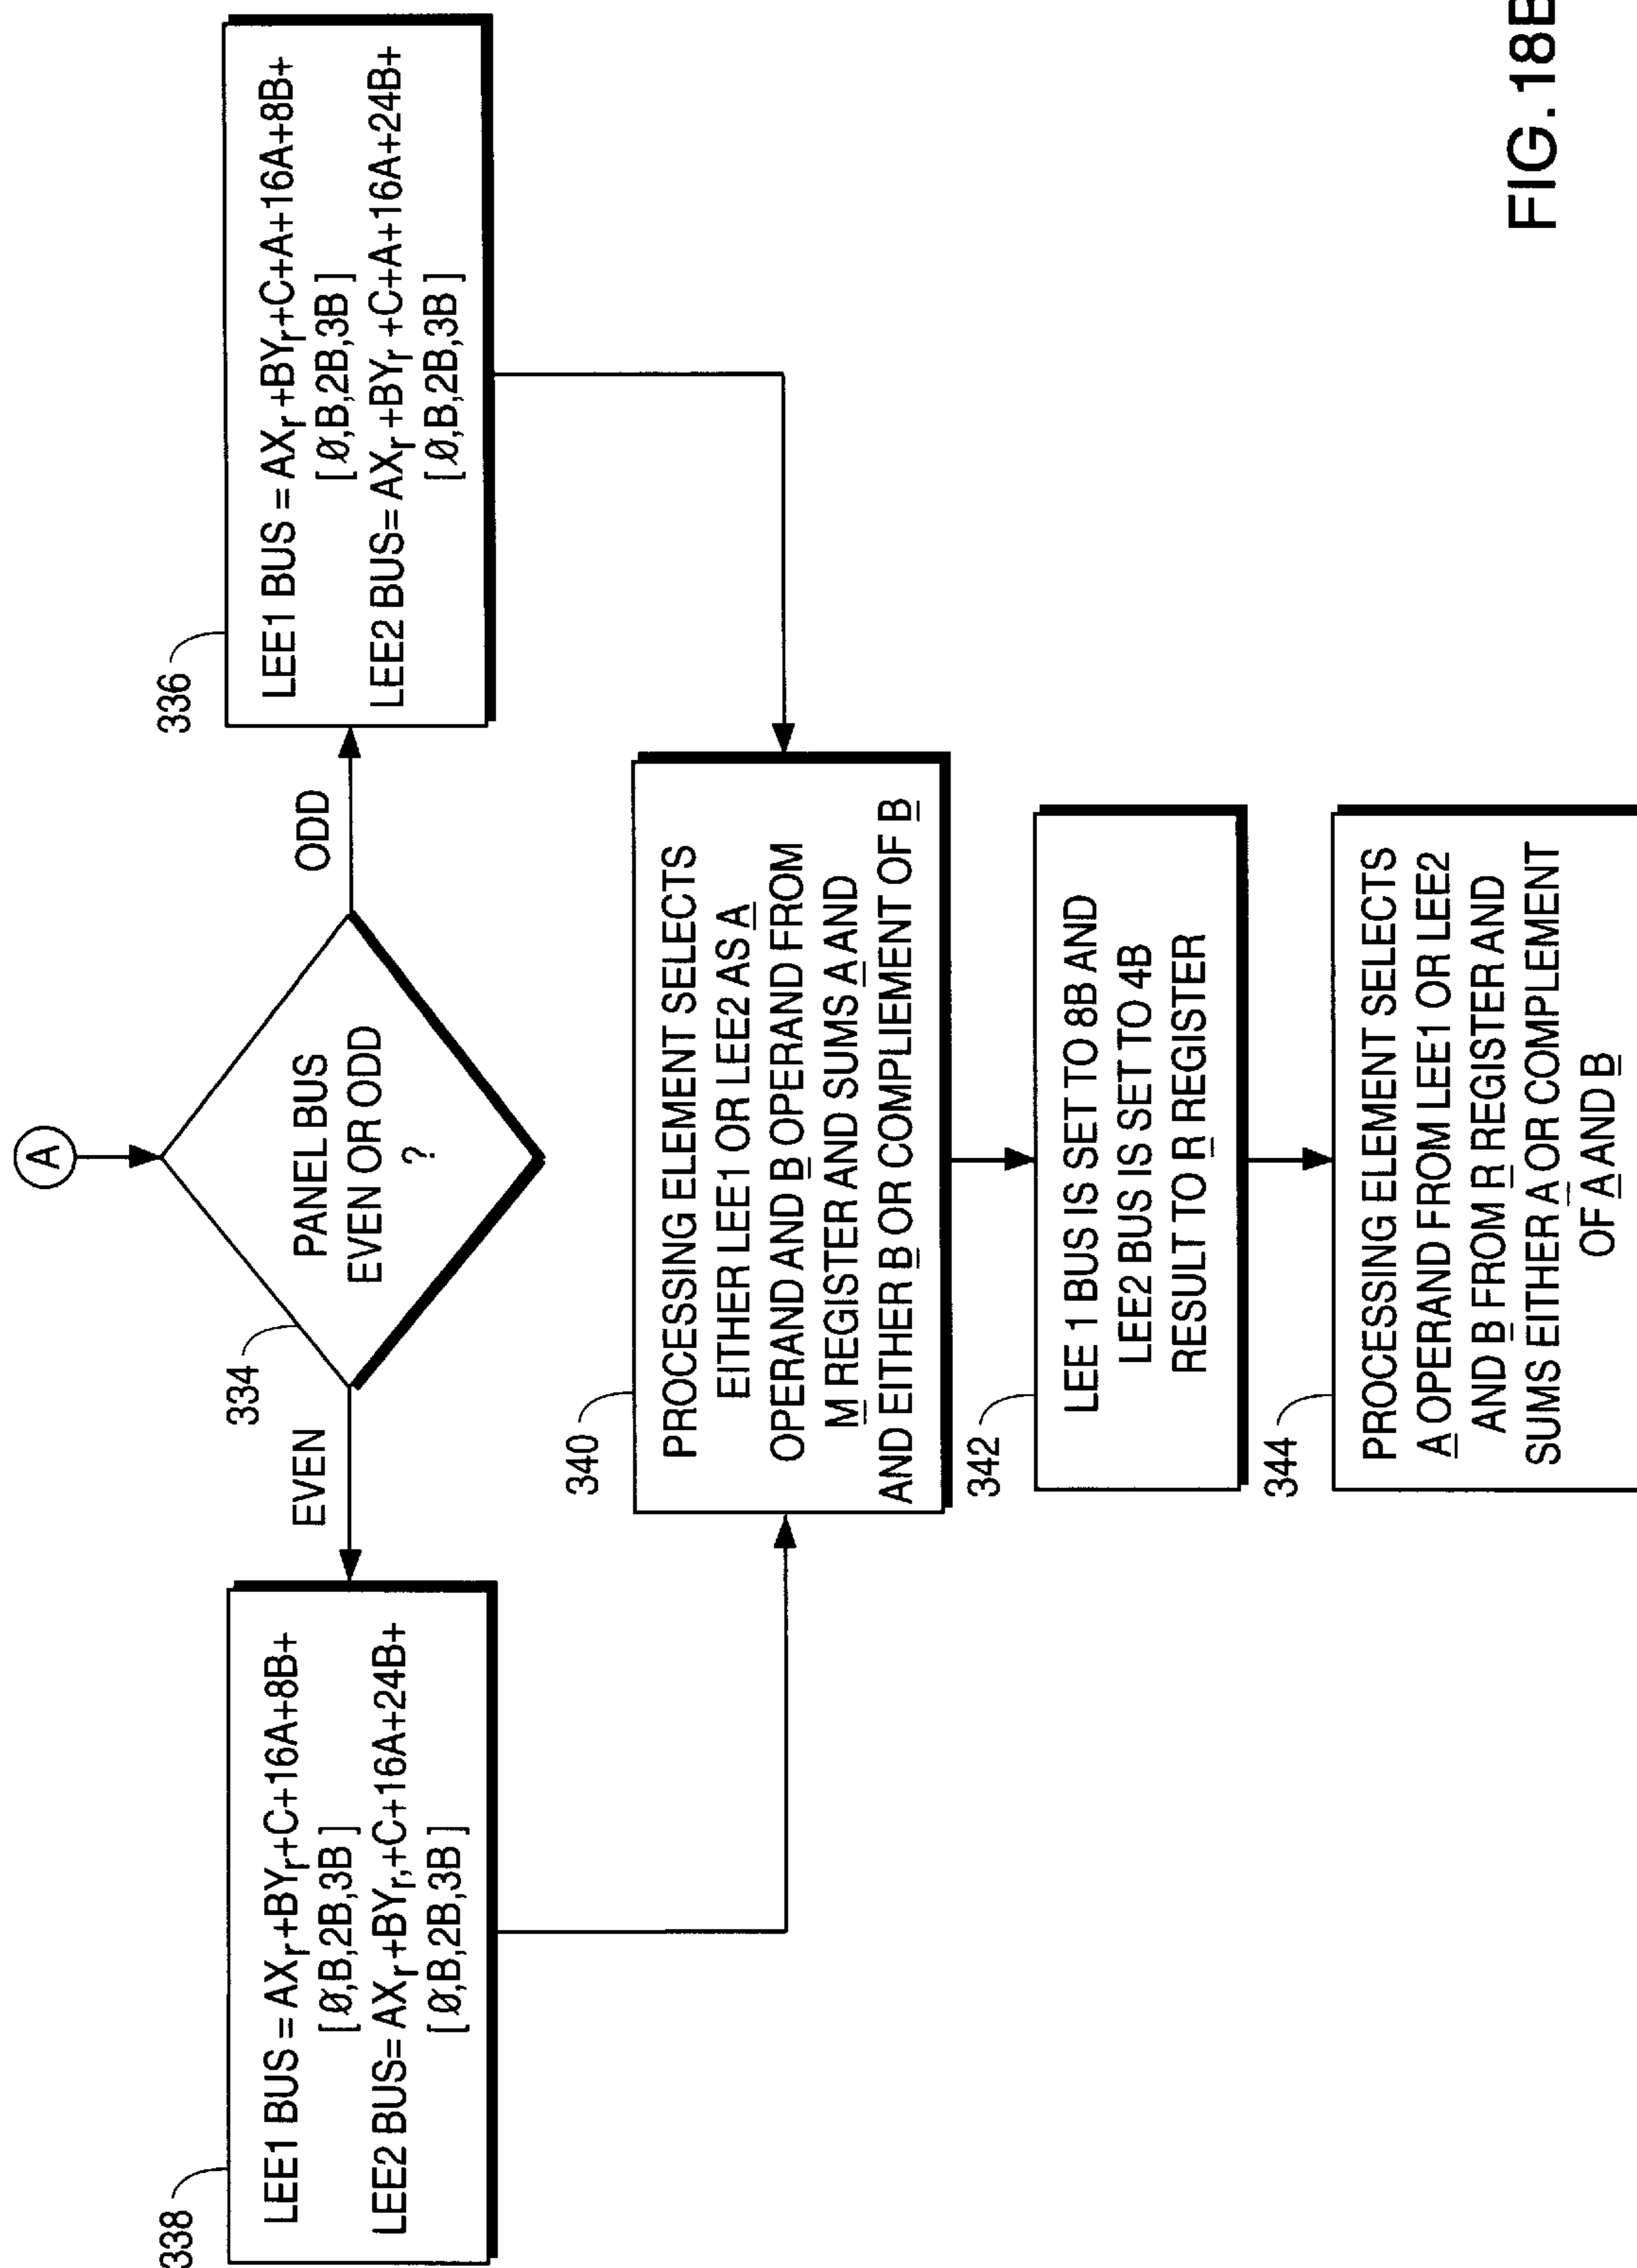 A
PANEL BUS
EVEN OR ODD
?
334
EVEN
ODD
338
LEE1 BUS = AXr+BYr+C+16A+8B+
[Ø,B,2B,3B]
LEE2 BUS= AXr+BYr,+C+16A+24B+
[Ø,B,2B,3B]
336
LEE1 BUS = AXr+BYr+C+A+16A+8B+
[Ø,B,2B,3B]
LEE2 BUS= AXr+BYr+C+A+16A+24B+
[Ø,B,2B,3B]
340
PROCESSING ELEMENT SELECTS
EITHER LEE1 OR LEE2 AS A
OPERAND AND B OPERAND FROM
M REGISTER AND SUMS A AND
AND EITHER B OR COMPLIEMENT OF B
342
LEE 1 BUS IS SET TO 8B AND
LEE2 BUS IS SET TO 4B
RESULT TO R REGISTER
344
PROCESSING ELEMENT SELECTS
A OPERAND FROM LEE1 OR LEE2
AND B FROM R REGISTER AND
SUMS EITHER A OR COMPLEMENT
OF A AND B
FIG.18B